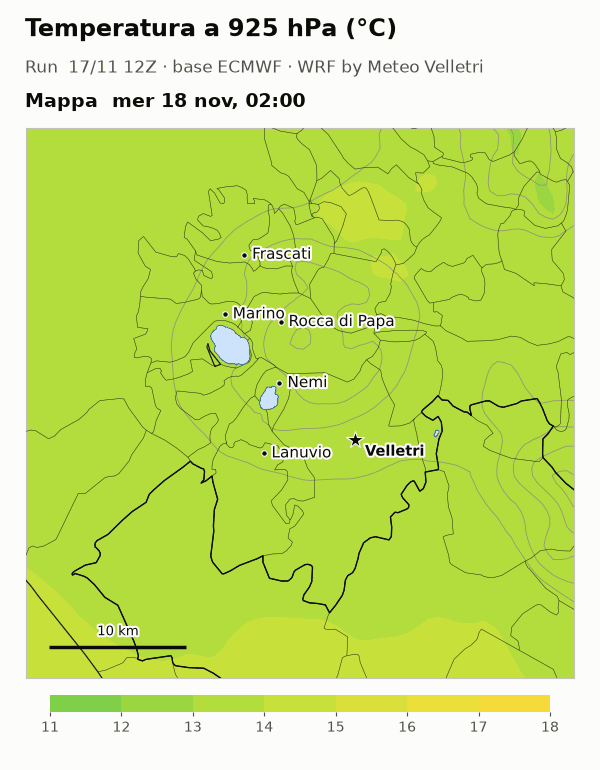 Temperatura a 925 hPa (°C)
Run  17/11 12Z · base ECMWF · WRF by Meteo Velletri
Mappa  mer 18 nov, 02:00
Frascati
Marino
Rocca di Papa
Nemi
Velletri
Lanuvio
10 km
11 12 13 14 15 16 17 18